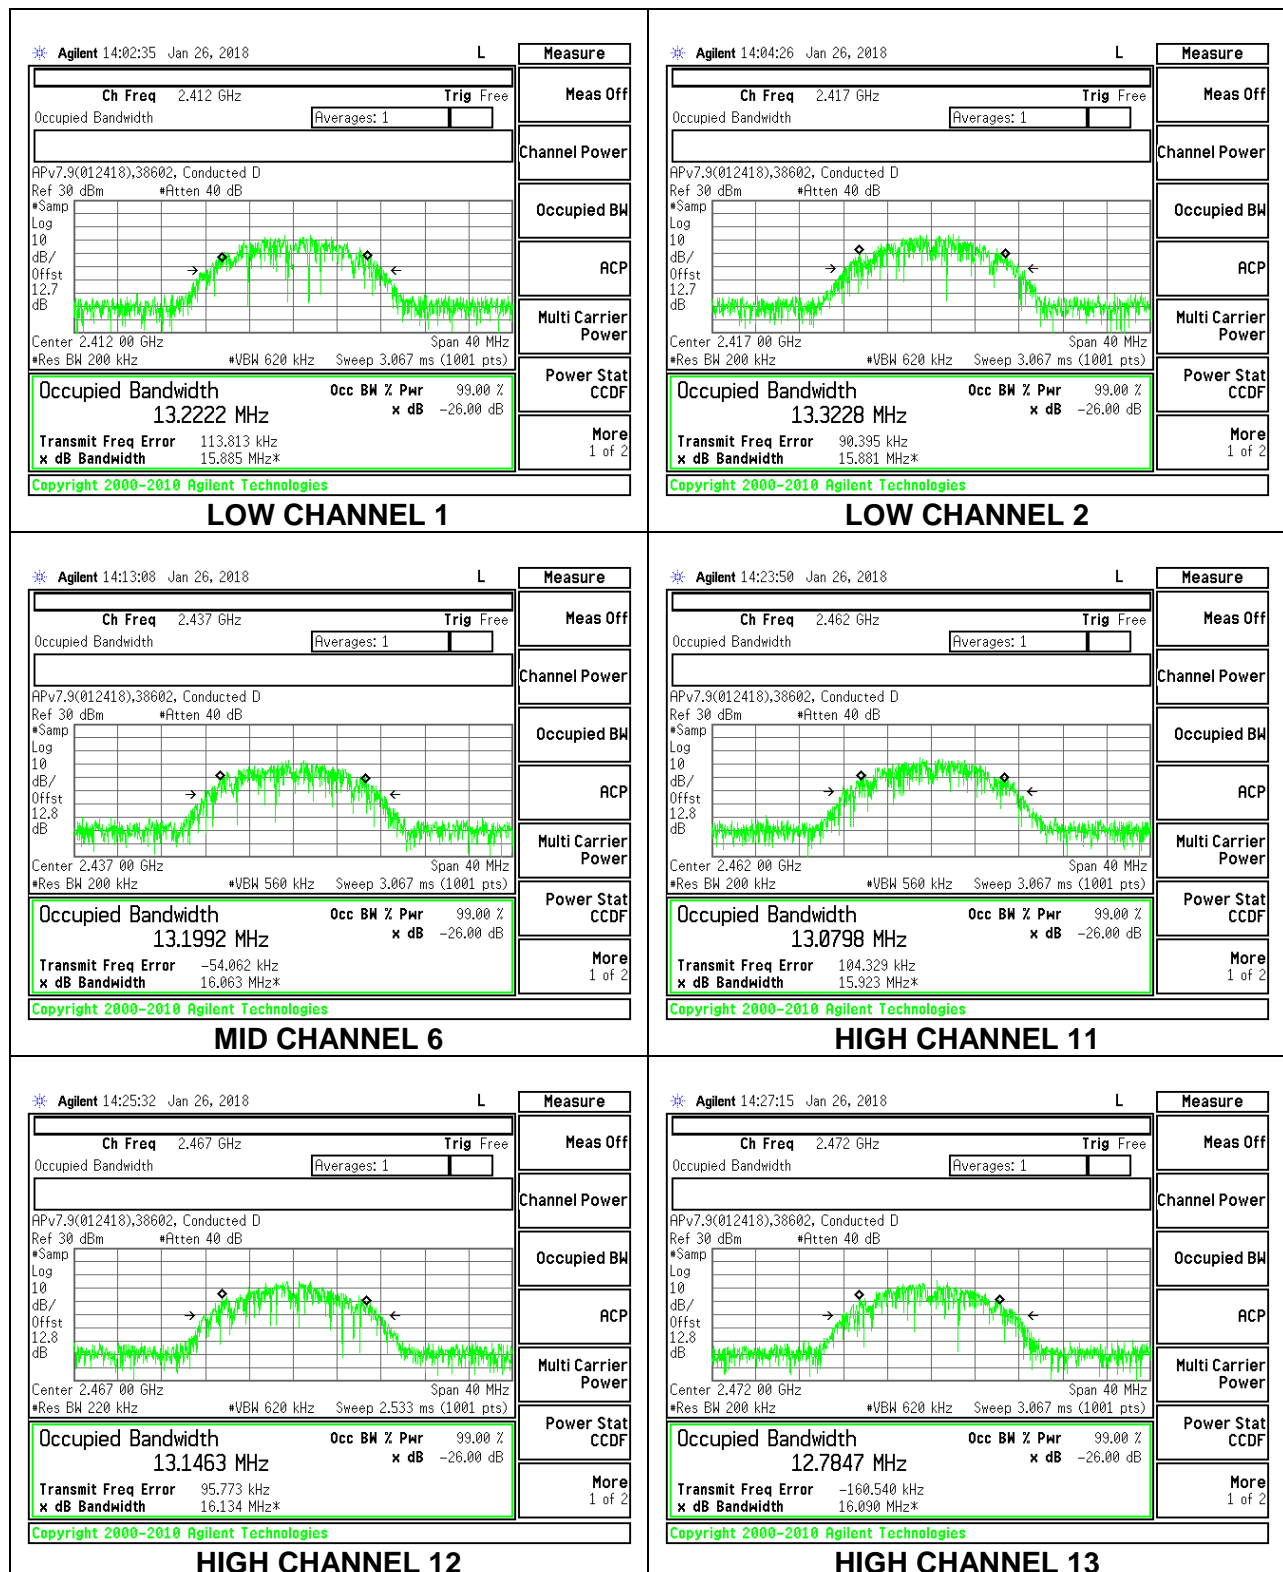 Agilent 14:02:35 Jan 26, 2018 L Measure
Ch Freq 2.412 GHz Trig Free
Meas Off
Occupied Bandwidth Averages: 1
Channel Power
APv7.9(012418),38602, Conducted D
Ref 30 dBm #Atten 40 dB
#Samp
Log
10
dB/
Offst
12.7
dB
Occupied BW
ACP
Multi Carrier
Power
Center 2.412 00 GHz Span 40 MHz
#Res BW 200 kHz #VBW 620 kHz Sweep 3.067 ms (1001 pts)
Power Stat
CCDF
Occupied Bandwidth Occ BW % Pwr 99.00 %
13.2222 MHz x dB -26.00 dB
More
1 of 2
Transmit Freq Error 113.813 kHz
x dB Bandwidth 15.885 MHz*
Copyright 2000-2010 Agilent Technologies
LOW CHANNEL 1
Agilent 14:04:26 Jan 26, 2018 L Measure
Ch Freq 2.417 GHz Trig Free
Meas Off
Occupied Bandwidth Averages: 1
Channel Power
APv7.9(012418),38602, Conducted D
Ref 30 dBm #Atten 40 dB
#Samp
Log
10
dB/
Offst
12.7
dB
Occupied BW
ACP
Multi Carrier
Power
Center 2.417 00 GHz Span 40 MHz
#Res BW 200 kHz #VBW 620 kHz Sweep 3.067 ms (1001 pts)
Power Stat
CCDF
Occupied Bandwidth Occ BW % Pwr 99.00 %
13.3228 MHz x dB -26.00 dB
More
1 of 2
Transmit Freq Error 90.395 kHz
x dB Bandwidth 15.881 MHz*
Copyright 2000-2010 Agilent Technologies
LOW CHANNEL 2
Agilent 14:13:08 Jan 26, 2018 L Measure
Ch Freq 2.437 GHz Trig Free
Meas Off
Occupied Bandwidth Averages: 1
Channel Power
APv7.9(012418),38602, Conducted D
Ref 30 dBm #Atten 40 dB
#Samp
Log
10
dB/
Offst
12.8
dB
Occupied BW
ACP
Multi Carrier
Power
Center 2.437 00 GHz Span 40 MHz
#Res BW 200 kHz #VBW 560 kHz Sweep 3.067 ms (1001 pts)
Power Stat
CCDF
Occupied Bandwidth Occ BW % Pwr 99.00 %
13.1992 MHz x dB -26.00 dB
More
1 of 2
Transmit Freq Error -54.062 kHz
x dB Bandwidth 16.063 MHz*
Copyright 2000-2010 Agilent Technologies
MID CHANNEL 6
Agilent 14:23:50 Jan 26, 2018 L Measure
Ch Freq 2.462 GHz Trig Free
Meas Off
Occupied Bandwidth Averages: 1
Channel Power
APv7.9(012418),38602, Conducted D
Ref 30 dBm #Atten 40 dB
#Samp
Log
10
dB/
Offst
12.8
dB
Occupied BW
ACP
Multi Carrier
Power
Center 2.462 00 GHz Span 40 MHz
#Res BW 200 kHz #VBW 560 kHz Sweep 3.067 ms (1001 pts)
Power Stat
CCDF
Occupied Bandwidth Occ BW % Pwr 99.00 %
13.0798 MHz x dB -26.00 dB
More
1 of 2
Transmit Freq Error 104.329 kHz
x dB Bandwidth 15.923 MHz*
Copyright 2000-2010 Agilent Technologies
HIGH CHANNEL 11
Agilent 14:25:32 Jan 26, 2018 L Measure
Ch Freq 2.467 GHz Trig Free
Meas Off
Occupied Bandwidth Averages: 1
Channel Power
APv7.9(012418),38602, Conducted D
Ref 30 dBm #Atten 40 dB
#Samp
Log
10
dB/
Offst
12.8
dB
Occupied BW
ACP
Multi Carrier
Power
Center 2.467 00 GHz Span 40 MHz
#Res BW 220 kHz #VBW 620 kHz Sweep 2.533 ms (1001 pts)
Power Stat
CCDF
Occupied Bandwidth Occ BW % Pwr 99.00 %
13.1463 MHz x dB -26.00 dB
More
1 of 2
Transmit Freq Error 95.773 kHz
x dB Bandwidth 16.134 MHz*
Copyright 2000-2010 Agilent Technologies
HIGH CHANNEL 12
Agilent 14:27:15 Jan 26, 2018 L Measure
Ch Freq 2.472 GHz Trig Free
Meas Off
Occupied Bandwidth Averages: 1
Channel Power
APv7.9(012418),38602, Conducted D
Ref 30 dBm #Atten 40 dB
#Samp
Log
10
dB/
Offst
12.8
dB
Occupied BW
ACP
Multi Carrier
Power
Center 2.472 00 GHz Span 40 MHz
#Res BW 200 kHz #VBW 620 kHz Sweep 3.067 ms (1001 pts)
Power Stat
CCDF
Occupied Bandwidth Occ BW % Pwr 99.00 %
12.7847 MHz x dB -26.00 dB
More
1 of 2
Transmit Freq Error -160.540 kHz
x dB Bandwidth 16.090 MHz*
Copyright 2000-2010 Agilent Technologies
HIGH CHANNEL 13